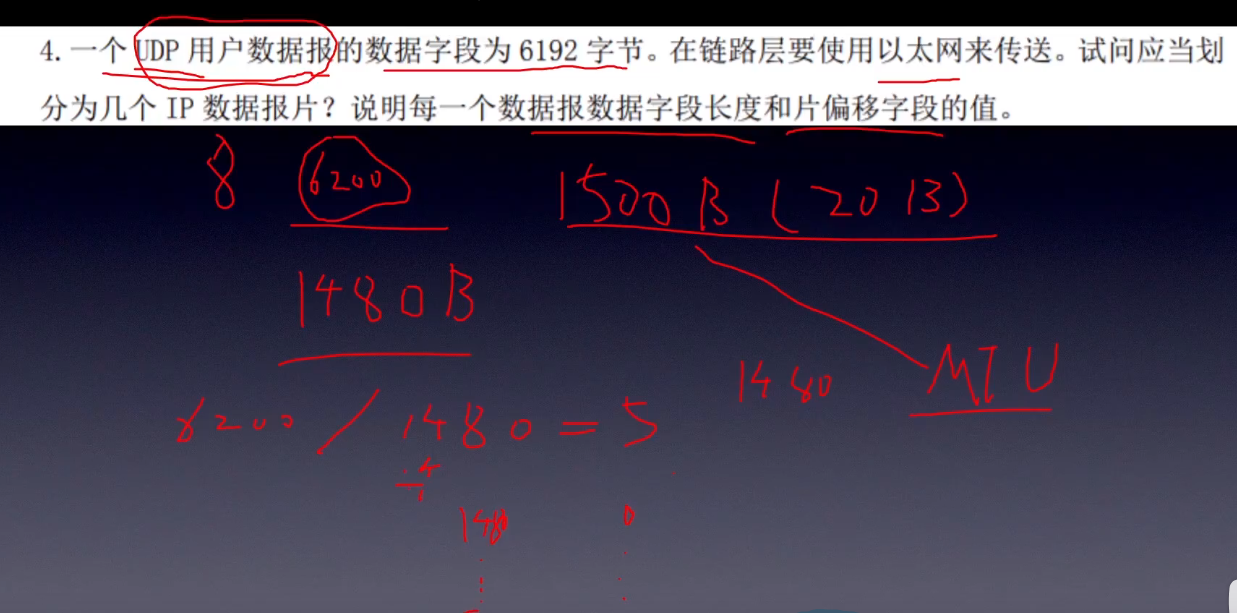 4. 一个 UDP 用户数据报的数据字段为 6192 字节。在链路层要使用以太网来传送。试问应当划
分为几个 IP 数据报片？说明每一个数据报数据字段长度和片偏移字段的值。
8 6200 1500B (20B)
1480B
1480 MTU
6200 / 1480 = 5
1480 0